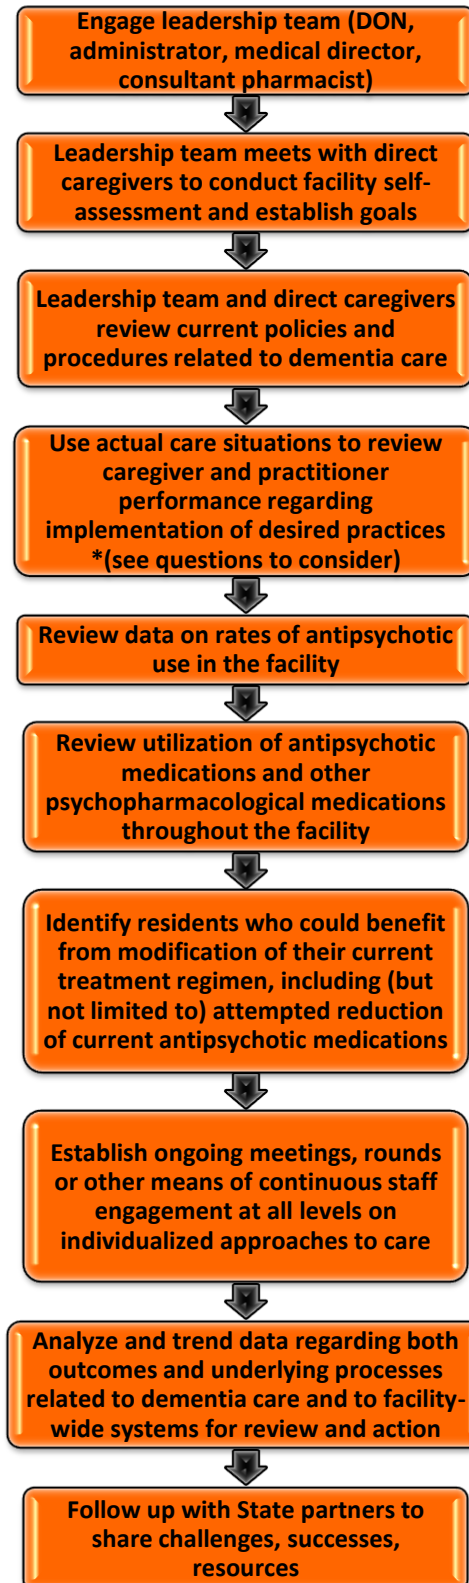 Engage leadership team (DON,
administrator, medical director,
consultant pharmacist)
Leadership team meets with direct
caregivers to conduct facility self-
assessment and establish goals
Leadership team and direct caregivers
review current policies and
procedures related to dementia care
Use actual care situations to review
caregiver and practitioner
performance regarding
implementation of desired practices
*(see questions to consider)
Review data on rates of antipsychotic
use in the facility
Review utilization of antipsychotic
medications and other
psychopharmacological medications
throughout the facility
Identify residents who could benefit
from modification of their current
treatment regimen, including (but
not limited to) attempted reduction
of current antipsychotic medications
Establish ongoing meetings, rounds
or other means of continuous staff
engagement at all levels on
individualized approaches to care
Analyze and trend data regarding both
outcomes and underlying processes
related to dementia care and to facility-
wide systems for review and action
Follow up with State partners to
share challenges, successes,
resources